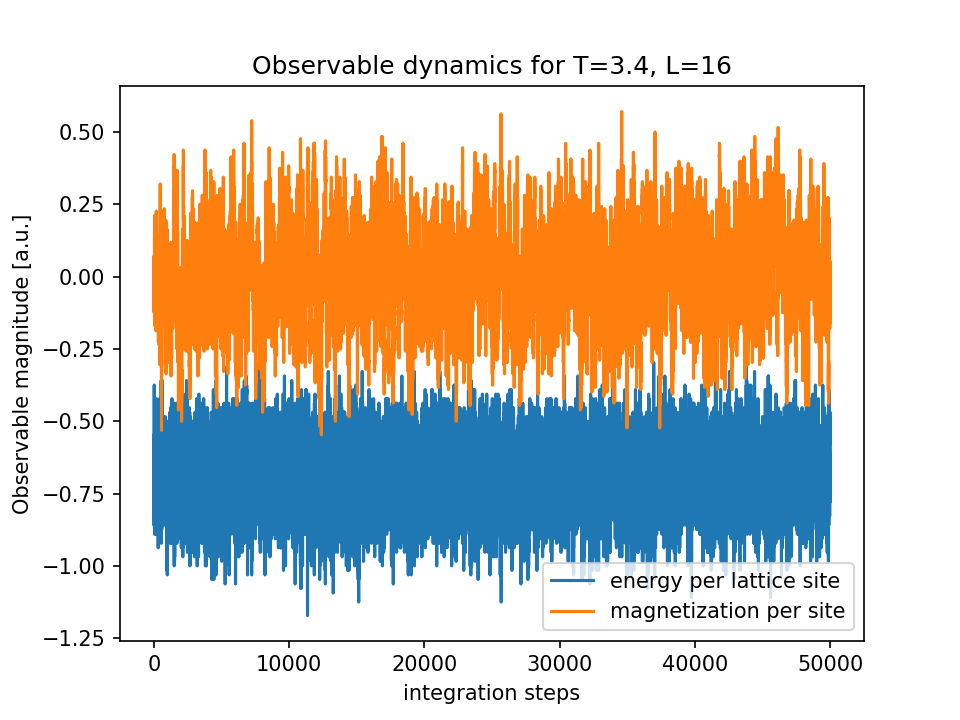 Observable dynamics for T=3.4, L=16
Observable magnitude [a.u.]
0.50
0.25
0.00
−0.25
−0.50
−0.75
−1.00
−1.25
energy per lattice site
magnetization per site
0 10000 20000 30000 40000 50000
integration steps